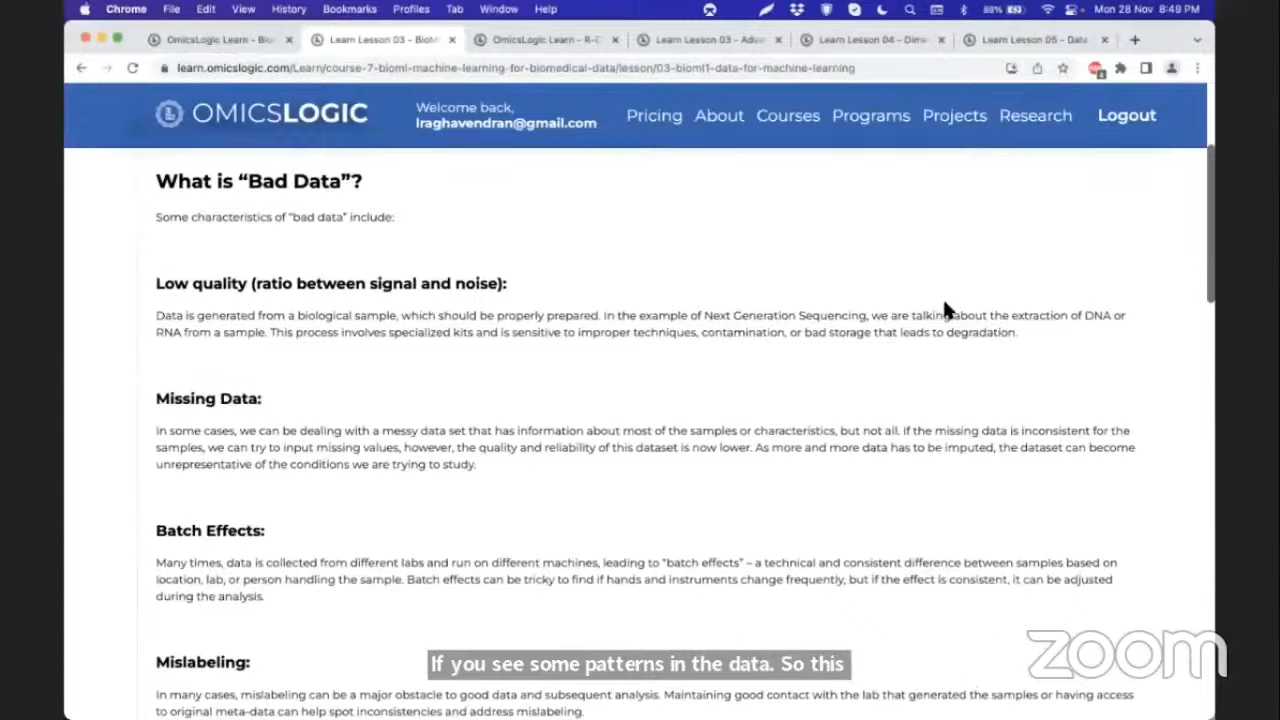 Chrome File Edit View History Bookmarks Profiles Tab Window Help 88% Mon 28 Nov 8:49 PM
OmicsLogic Learn - Bio Learn Lesson 03 - BioM OmicsLogic Learn - R-C Learn Lesson 03 - Adva Learn Lesson 04 - Dime Learn Lesson 05 - Data
learn.omicslogic.com/Learn/course-7-bioml-machine-learning-for-biomedical-data/lesson/03-bioml1-data-for-machine-learning
OMICSLOGIC Welcome back, Pricing About Courses Programs Projects Research Logout
lraghavendran@gmail.com
What is “Bad Data”?
Some characteristics of “bad data” include:
Low quality (ratio between signal and noise):
Data is generated from a biological sample, which should be properly prepared. In the example of Next Generation Sequencing, we are talking about the extraction of DNA or
RNA from a sample. This process involves specialized kits and is sensitive to improper techniques, contamination, or bad storage that leads to degradation.
Missing Data:
In some cases, we can be dealing with a messy data set that has information about most of the samples or characteristics, but not all. If the missing data is inconsistent for the
samples, we can try to input missing values, however, the quality and reliability of this dataset is now lower. As more and more data has to be imputed, the dataset can become
unrepresentative of the conditions we are trying to study.
Batch Effects:
Many times, data is collected from different labs and run on different machines, leading to “batch effects” – a technical and consistent difference between samples based on
location, lab, or person handling the sample. Batch effects can be tricky to find if hands and instruments change frequently, but if the effect is consistent, it can be adjusted
during the analysis.
Mislabeling:
If you see some patterns in the data. So this
zoom
In many cases, mislabeling can be a major obstacle to good data and subsequent analysis. Maintaining good contact with the lab that generated the samples or having access
to original meta-data can help spot inconsistencies and address mislabeling.